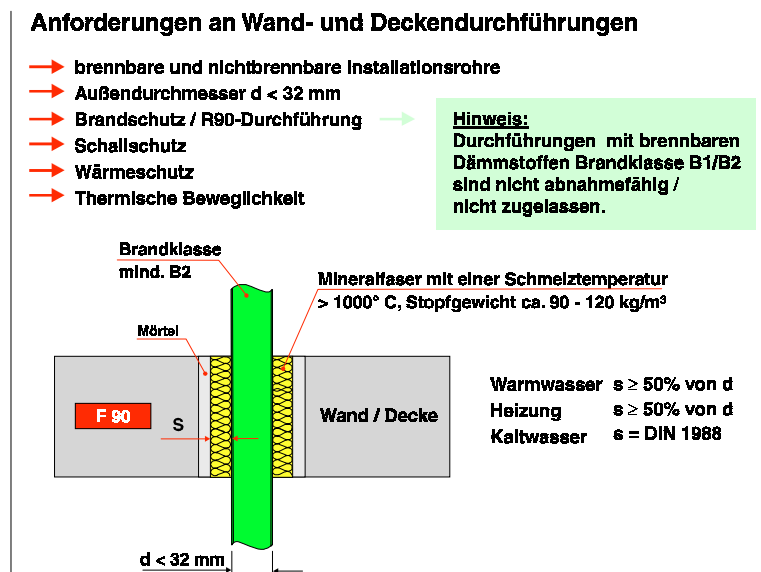 Anforderungen an Wand- und Deckendurchführungen
brennbare und nichtbrennbare Installationsrohre
Außendurchmesser d < 32 mm
Brandschutz / R90-Durchführung
Schallschutz
Wärmeschutz
Thermische Beweglichkeit
Hinweis:
Durchführungen mit brennbaren
Dämmstoffen Brandklasse B1/B2
sind nicht abnahmefähig /
nicht zugelassen.
Brandklasse
mind. B2
Mineralfaser mit einer Schmelztemperatur
> 1000° C, Stopfgewicht ca. 90 - 120 kg/m³
Mörtel
F 90
S
Wand / Decke
Warmwasser s ≥ 50% von d
Heizung s ≥ 50% von d
Kaltwasser s = DIN 1988
d < 32 mm